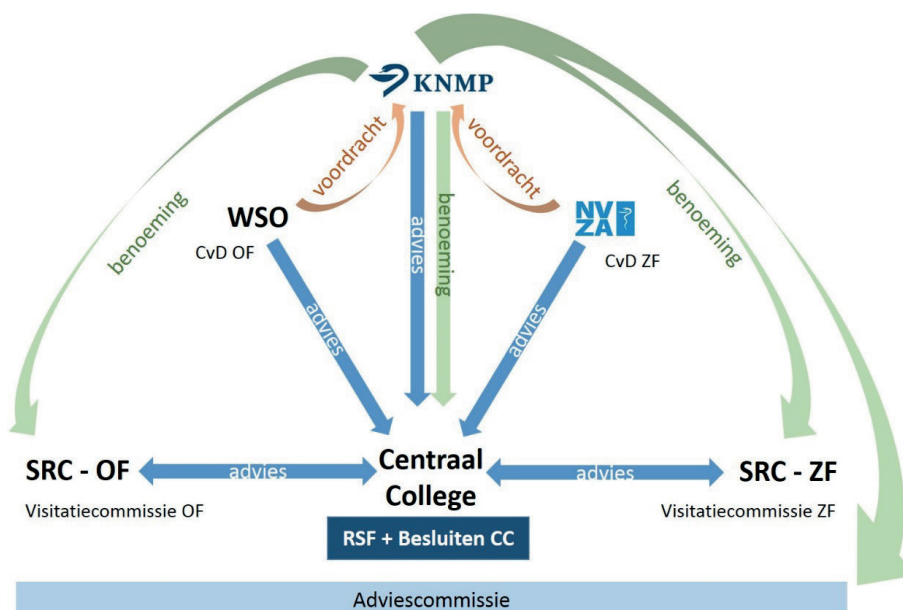 KNMP
voordracht
voordracht
benoeming
advies
benoeming
benoeming
WSO
CvD OF
NV
ZA
CvD ZF
advies
advies
SRC - OF
Visitatiecommissie OF
advies
Centraal
College
advies
SRC - ZF
Visitatiecommissie ZF
RSF + Besluiten CC
Adviescommissie